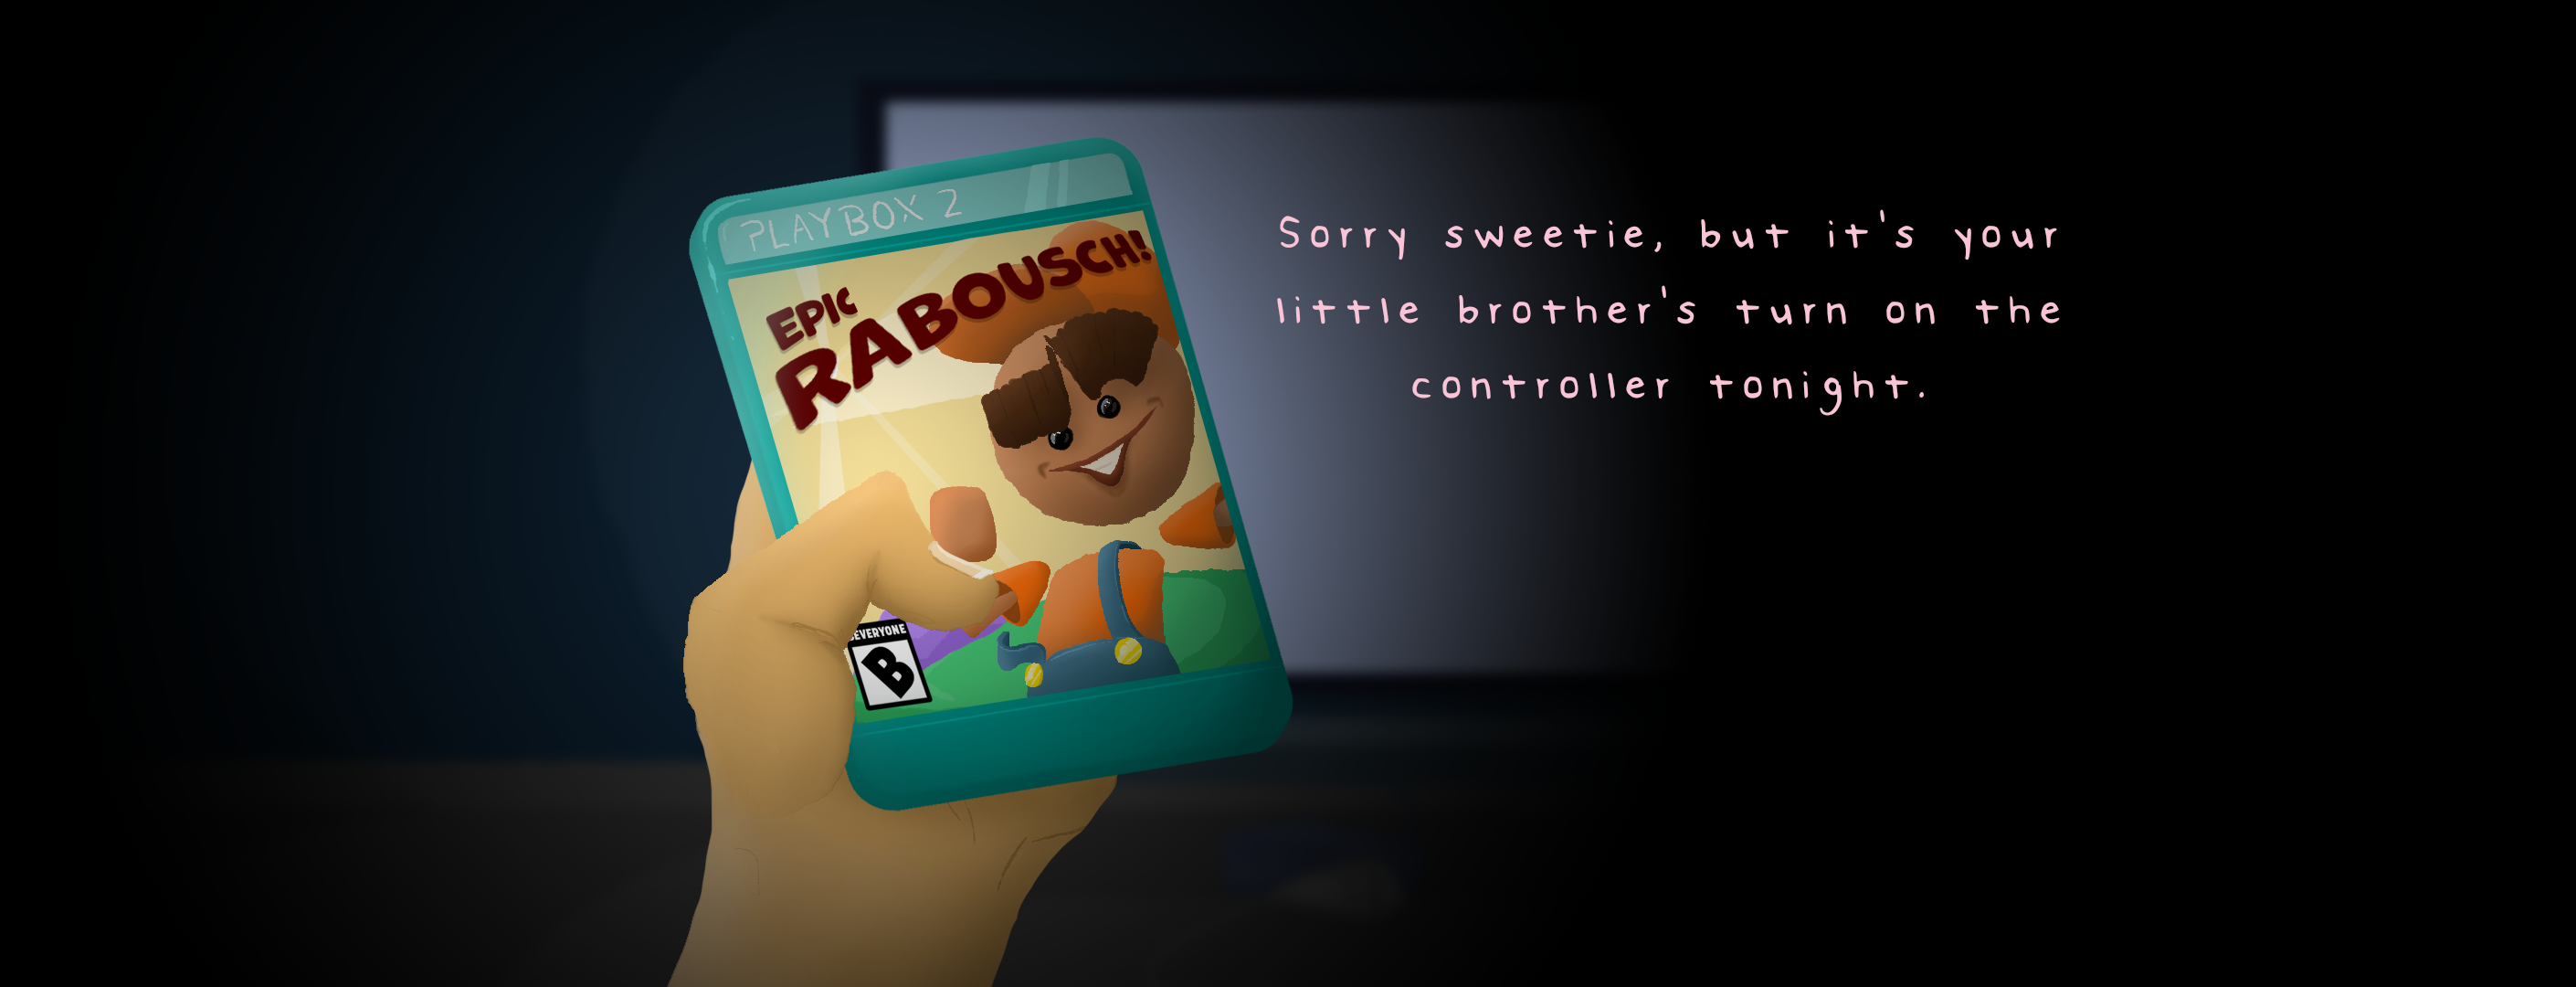 PLAYBOX 2
EPIC
RABOUSCH!
EVERYONE
B
Sorry sweetie, but it's your
little brother's turn on the
controller tonight.